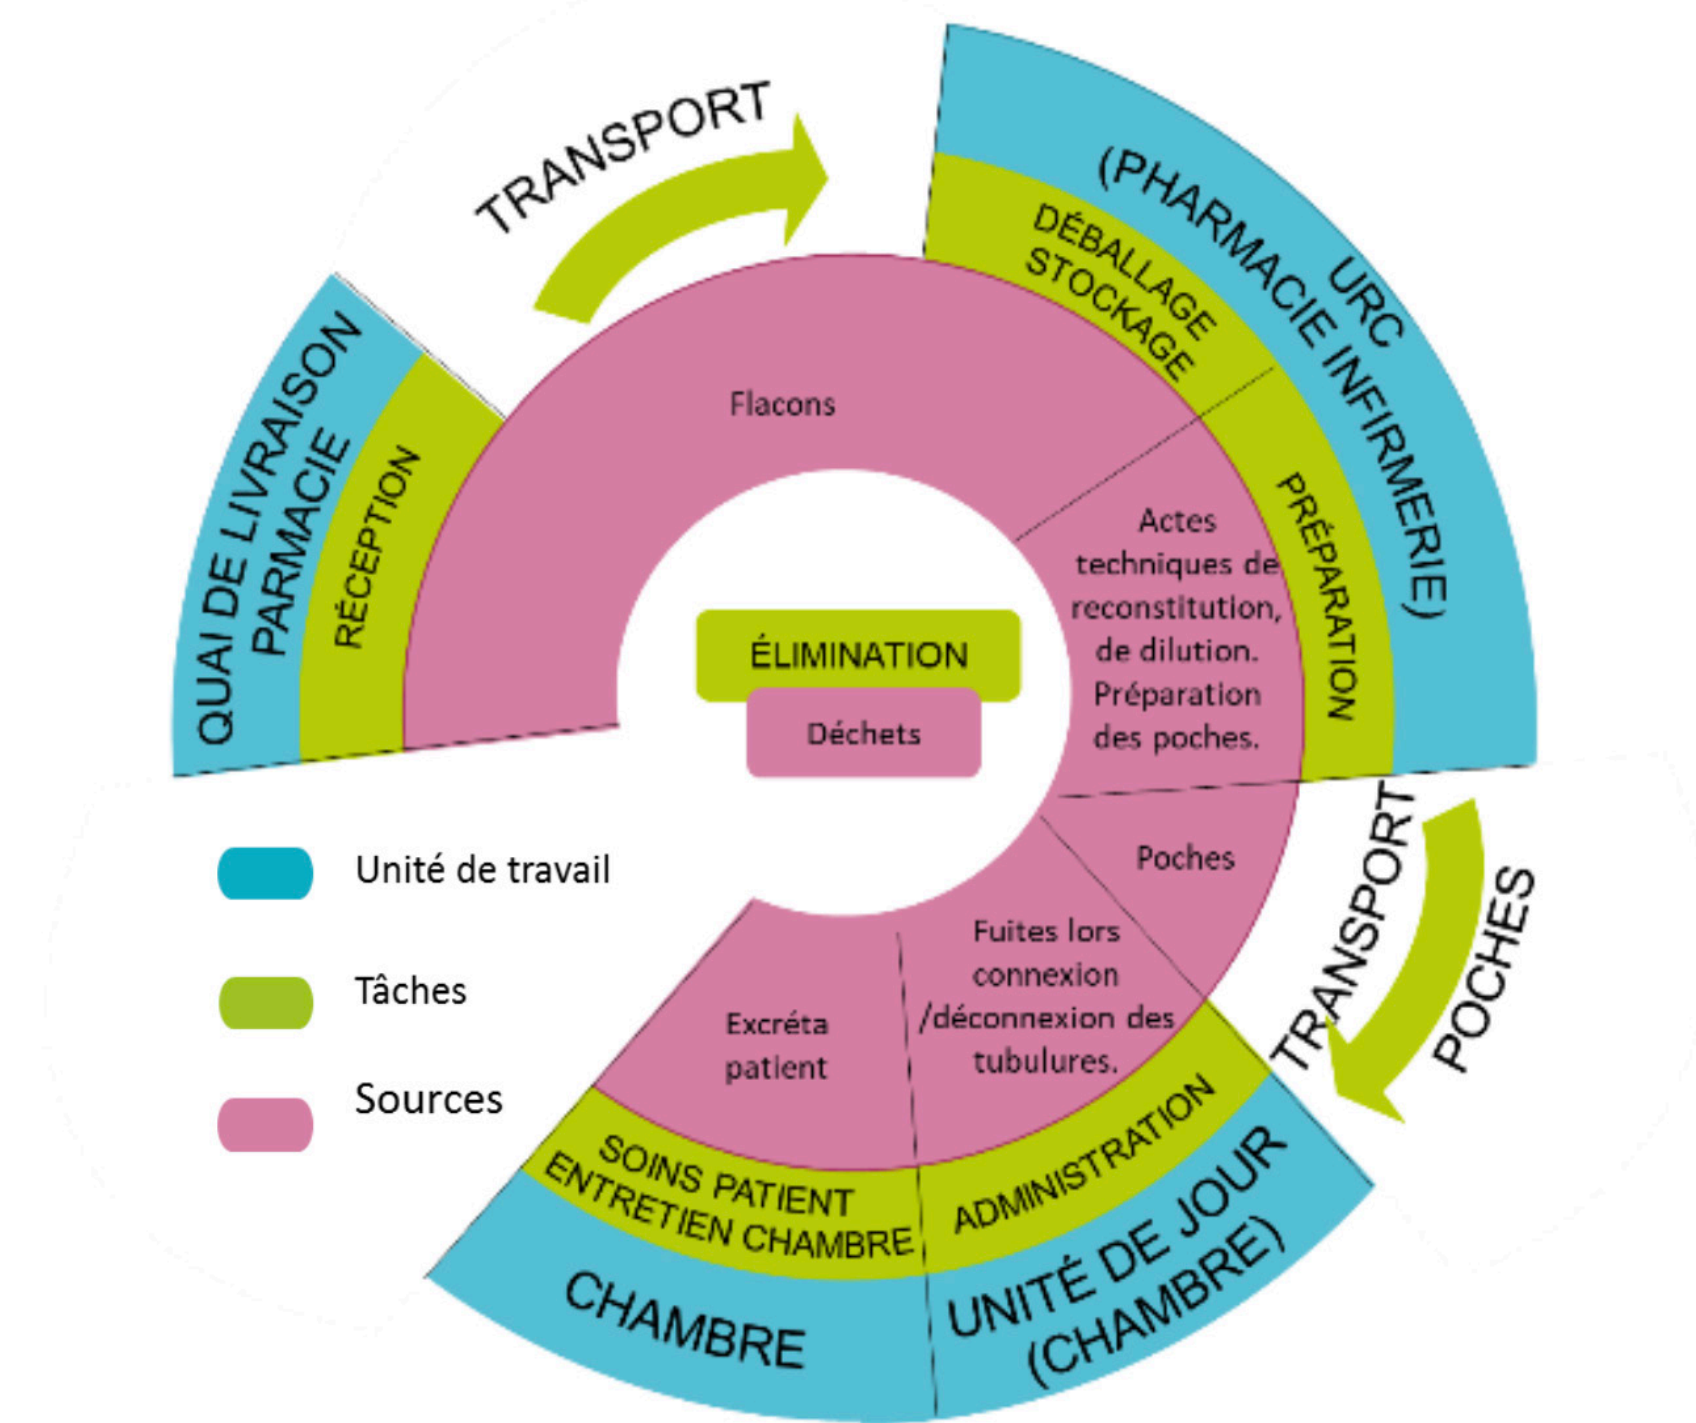 QUAI DE LIVRAISON
PARMACIE
RÉCEPTION
TRANSPORT
Flacons
URC
(PHARMACIE INFIRMERIE)
DÉBALLAGE
STOCKAGE
PRÉPARATION
Actes
techniques de
reconstitution,
de dilution.
Préparation
des poches.
TRANSPORT
POCHES
Poches
Fuites lors
connexion
/déconnexion des
tubulures.
ADMINISTRATION
UNITÉ DE JOUR
(CHAMBRE)
Excréta
patient
SOINS PATIENT
ENTRETIEN CHAMBRE
CHAMBRE
ÉLIMINATION
Déchets
Unité de travail
Tâches
Sources